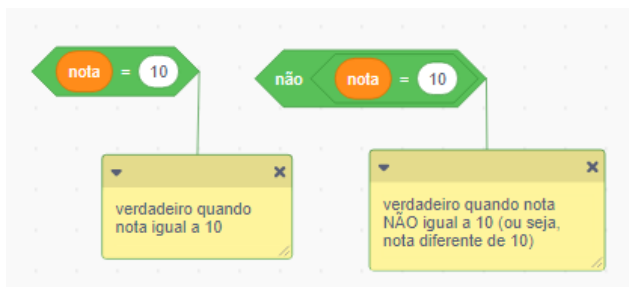 nota = 10
não nota = 10
verdadeiro quando
nota igual a 10
verdadeiro quando nota
NÃO igual a 10 (ou seja,
nota diferente de 10)